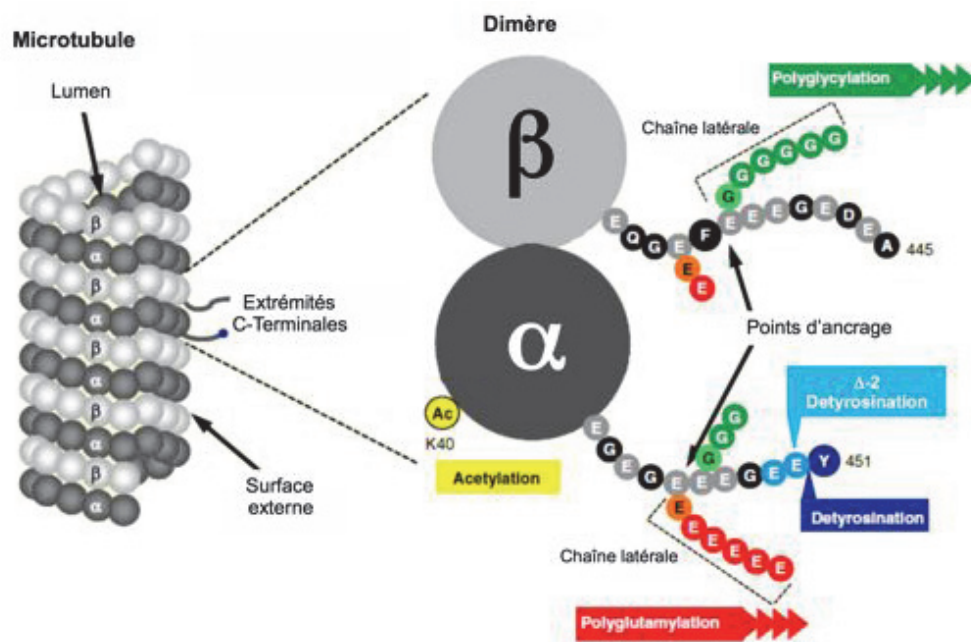 Microtubule
Dimère
Lumen
Polyglycylation
Chaîne latérale
G G G G G G
β
β
α
β
α
β
α
β
α
β
α
E Q G E F E E E G E D E A 445
E E
Extrémités
C-Terminales
α
Points d'ancrage
Δ-2
Detyrosination
Ac
K40
Acetylation
G G G
E G E G E E E G E E Y 451
Detyrosination
Surface
externe
E E E E E E
Chaîne latérale
Polyglutamylation